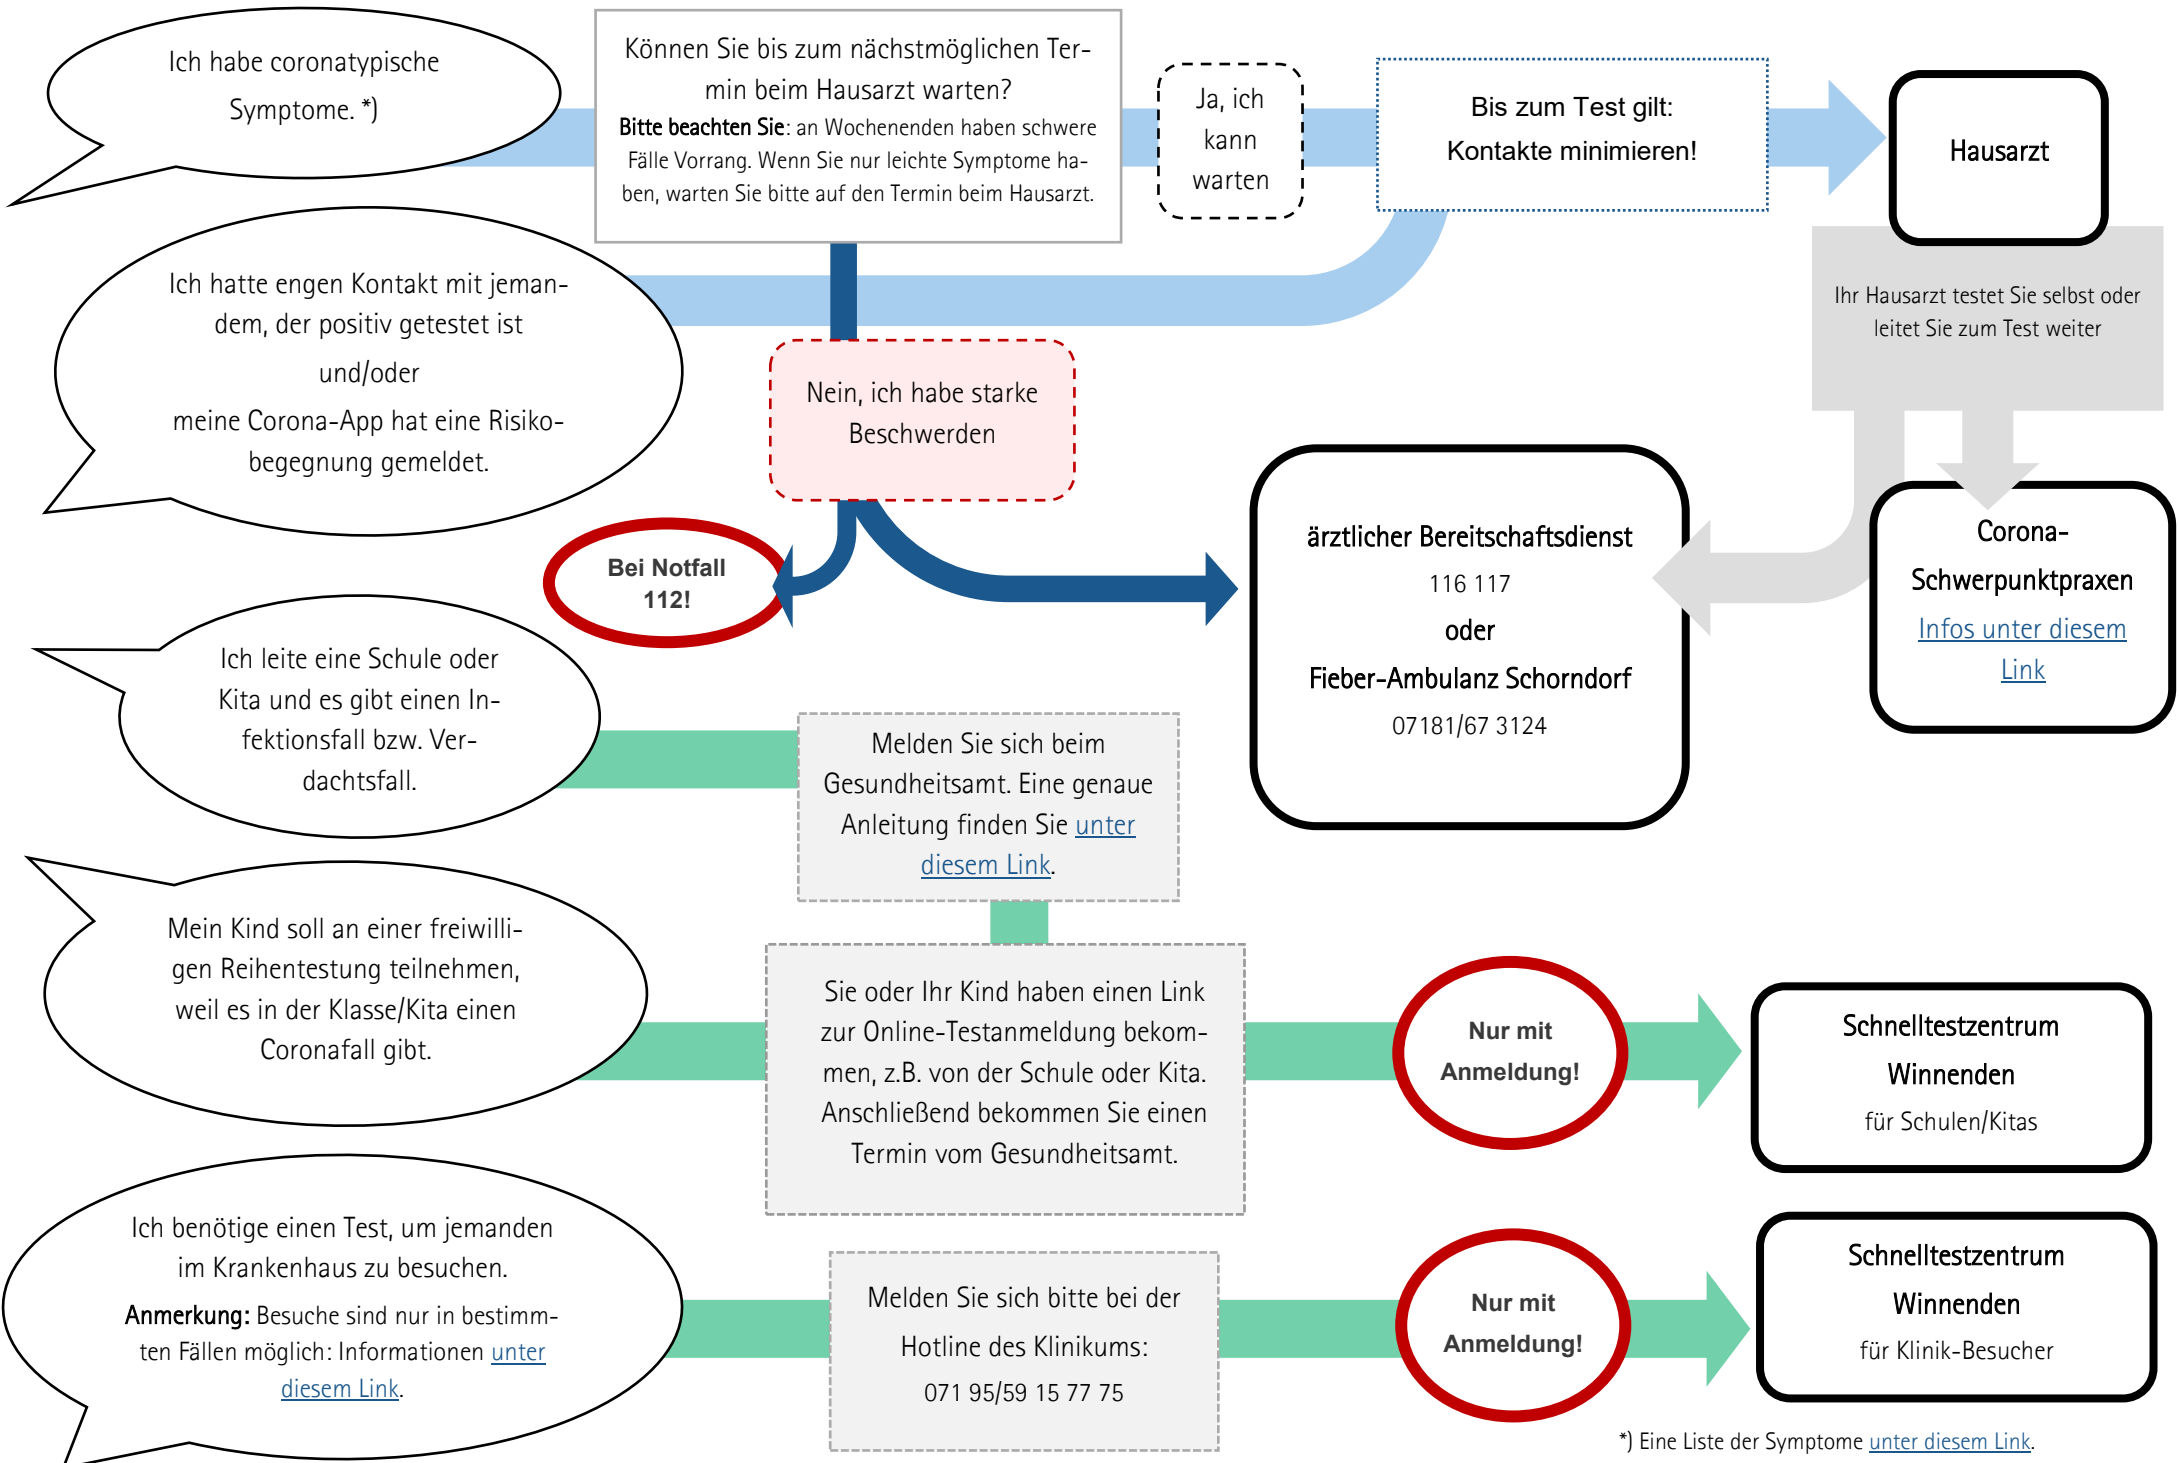 Ich habe coronatypische
Symptome. *)
Können Sie bis zum nächstmöglichen Ter-
min beim Hausarzt warten?
Bitte beachten Sie: an Wochenenden haben schwere
Fälle Vorrang. Wenn Sie nur leichte Symptome ha-
ben, warten Sie bitte auf den Termin beim Hausarzt.
Ja, ich
kann
warten
Bis zum Test gilt:
Kontakte minimieren!
Hausarzt
Ihr Hausarzt testet Sie selbst oder
leitet Sie zum Test weiter
Ich hatte engen Kontakt mit jeman-
dem, der positiv getestet ist
und/oder
meine Corona-App hat eine Risiko-
begegnung gemeldet.
Nein, ich habe starke
Beschwerden
Bei Notfall
112!
ärztlicher Bereitschaftsdienst
116 117
oder
Fieber-Ambulanz Schorndorf
07181/67 3124
Corona-
Schwerpunktpraxen
Infos unter diesem
Link
Ich leite eine Schule oder
Kita und es gibt einen In-
fektionsfall bzw. Ver-
dachtsfall.
Melden Sie sich beim
Gesundheitsamt. Eine genaue
Anleitung finden Sie unter
diesem Link.
Mein Kind soll an einer freiwilli-
gen Reihentestung teilnehmen,
weil es in der Klasse/Kita einen
Coronafall gibt.
Sie oder Ihr Kind haben einen Link
zur Online-Testanmeldung bekom-
men, z.B. von der Schule oder Kita.
Anschließend bekommen Sie einen
Termin vom Gesundheitsamt.
Nur mit
Anmeldung!
Schnelltestzentrum
Winnenden
für Schulen/Kitas
Ich benötige einen Test, um jemanden
im Krankenhaus zu besuchen.
Anmerkung: Besuche sind nur in bestimm-
ten Fällen möglich: Informationen unter
diesem Link.
Melden Sie sich bitte bei der
Hotline des Klinikums:
071 95/59 15 77 75
Nur mit
Anmeldung!
Schnelltestzentrum
Winnenden
für Klinik-Besucher
*) Eine Liste der Symptome unter diesem Link.